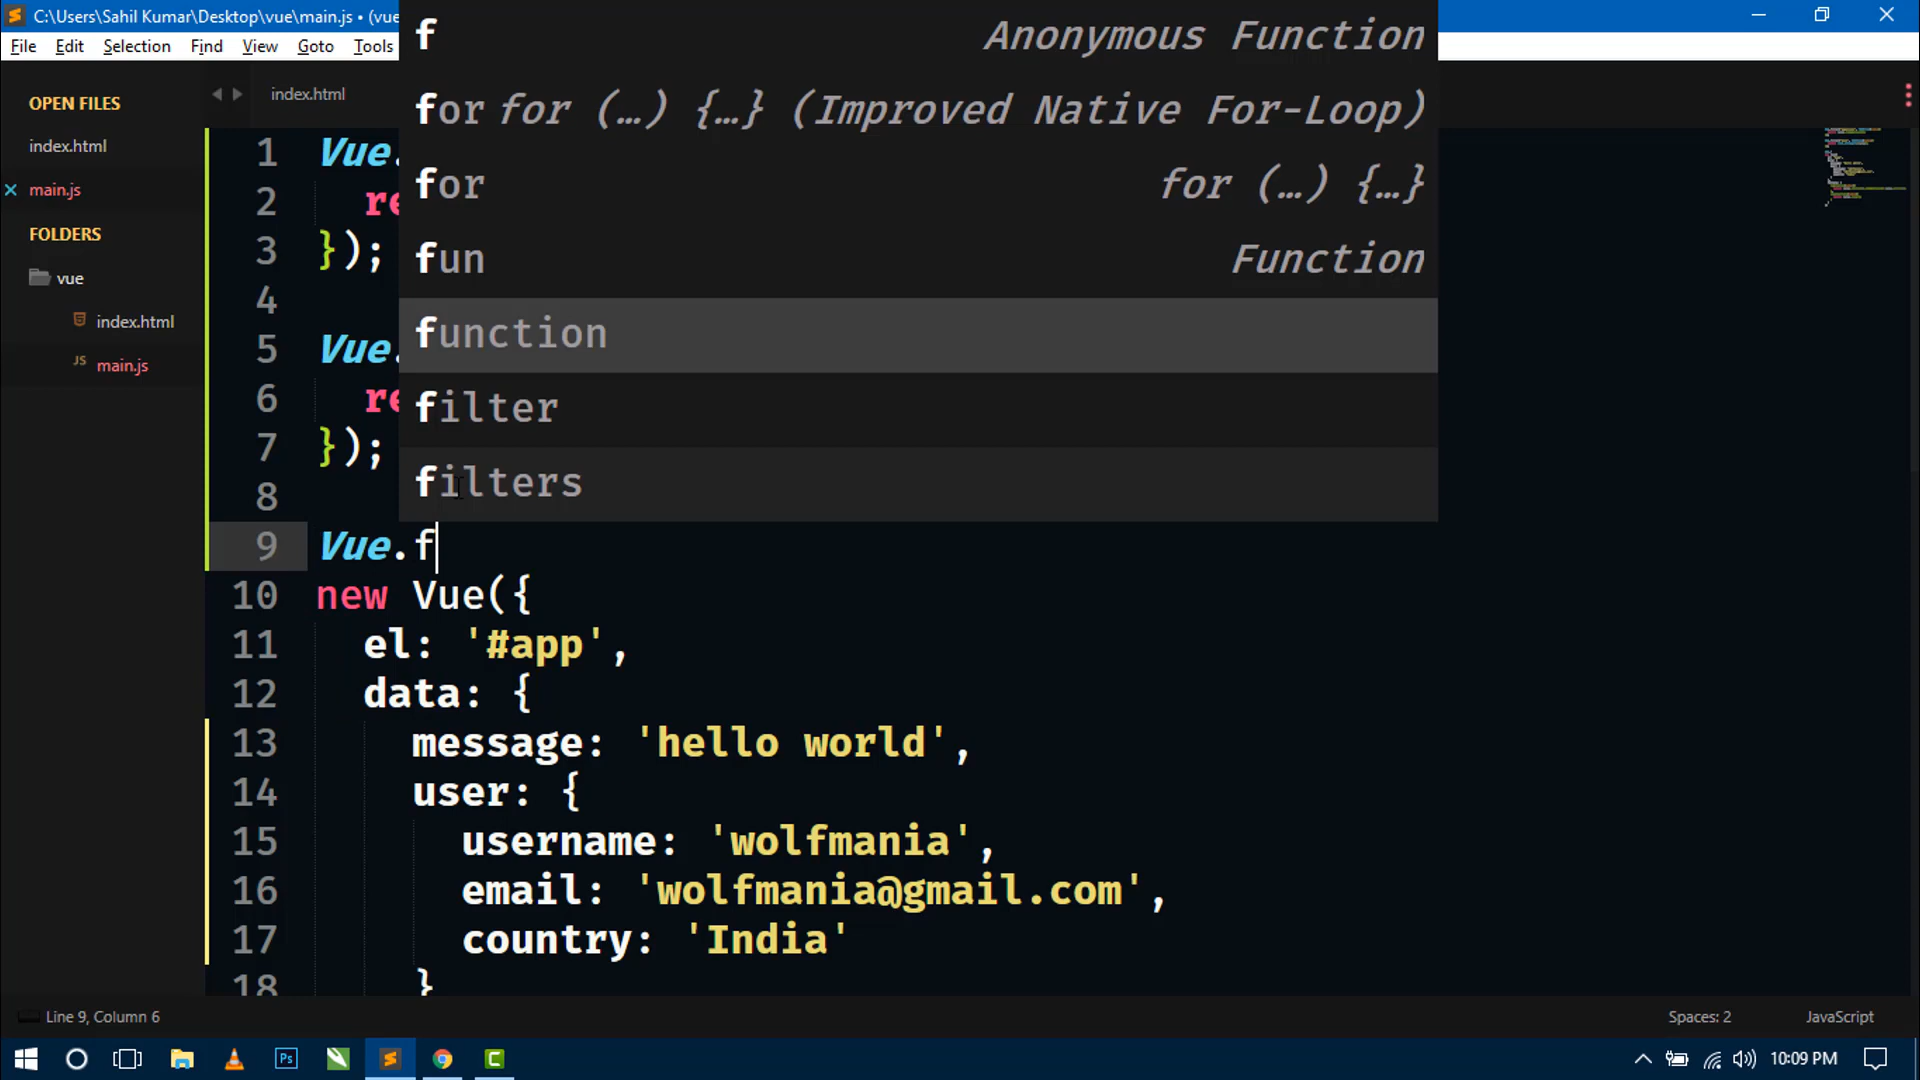 C:\Users\Sahil Kumar\Desktop\vue\main.js • (vue
File Edit Selection Find View Goto Tools
OPEN FILES
index.html
main.js
FOLDERS
vue
index.html
main.js
index.html
f Anonymous Function
for for (…) {…} (Improved Native For-Loop)
for for (…) {…}
fun Function
function
filter
filters
1 Vue.
2 re
3 });
4
5 Vue.
6 re
7 });
8
9 Vue.f
10 new Vue({
11 el: '#app',
12 data: {
13 message: 'hello world',
14 user: {
15 username: 'wolfmania',
16 email: 'wolfmania@gmail.com',
17 country: 'India'
18 }
Line 9, Column 6 Spaces: 2 JavaScript
Ps 10:09 PM